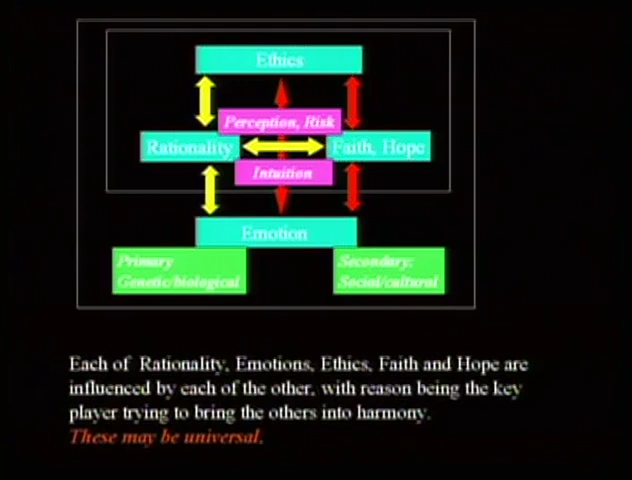 Ethics
Perception, Risk
Rationality
Faith, Hope
Intuition
Emotion
Primary
Genetic/biological
Secondary:
Social/cultural
Each of Rationality, Emotions, Ethics, Faith and Hope are
influenced by each of the other, with reason being the key
player trying to bring the others into harmony.
These may be universal.